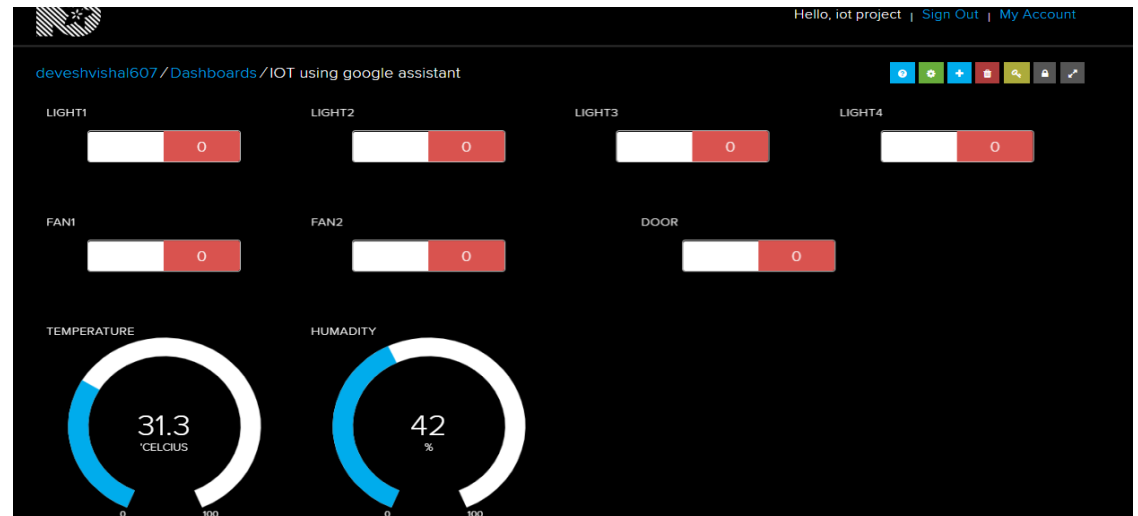 Hello, iot project | Sign Out | My Account
deveshvishal607 / Dashboards / IOT using google assistant
LIGHT1 LIGHT2 LIGHT3 LIGHT4
0 0 0 0
FAN1 FAN2 DOOR
0 0 0
TEMPERATURE HUMADITY
31.3 42
'CELCIUS %
0 100 0 100